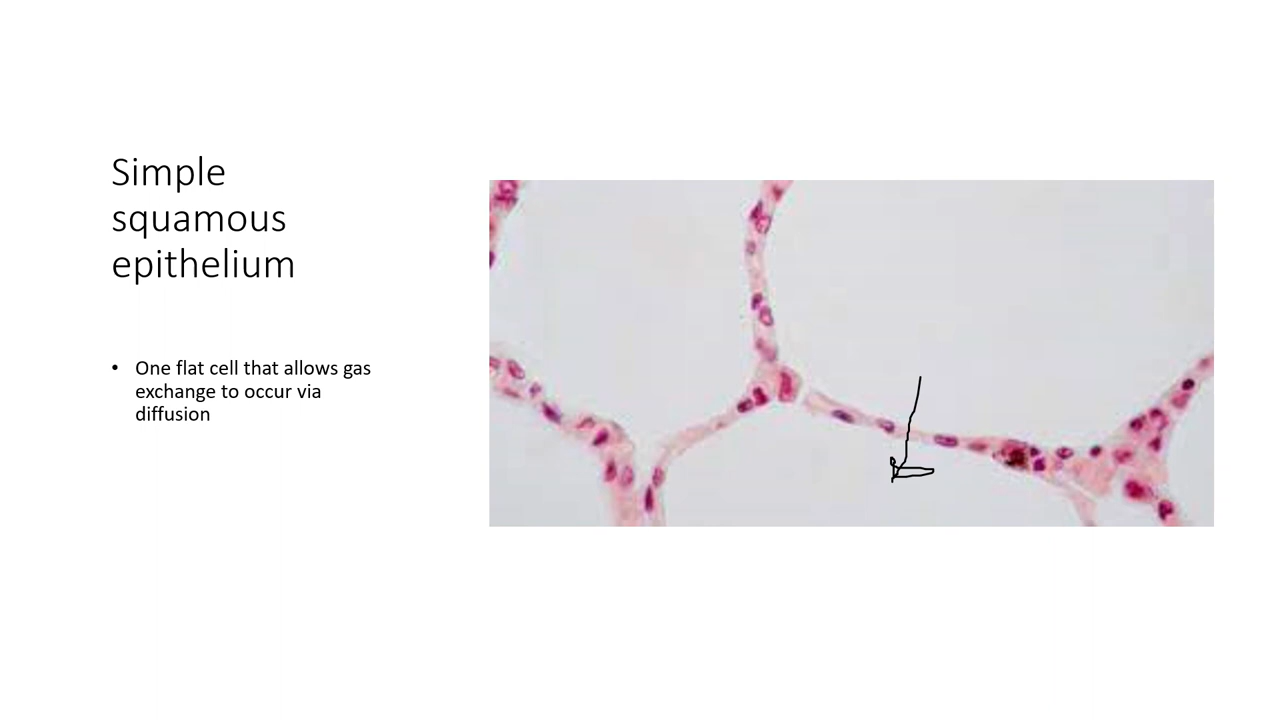 Simple
squamous
epithelium
• One flat cell that allows gas
exchange to occur via
diffusion